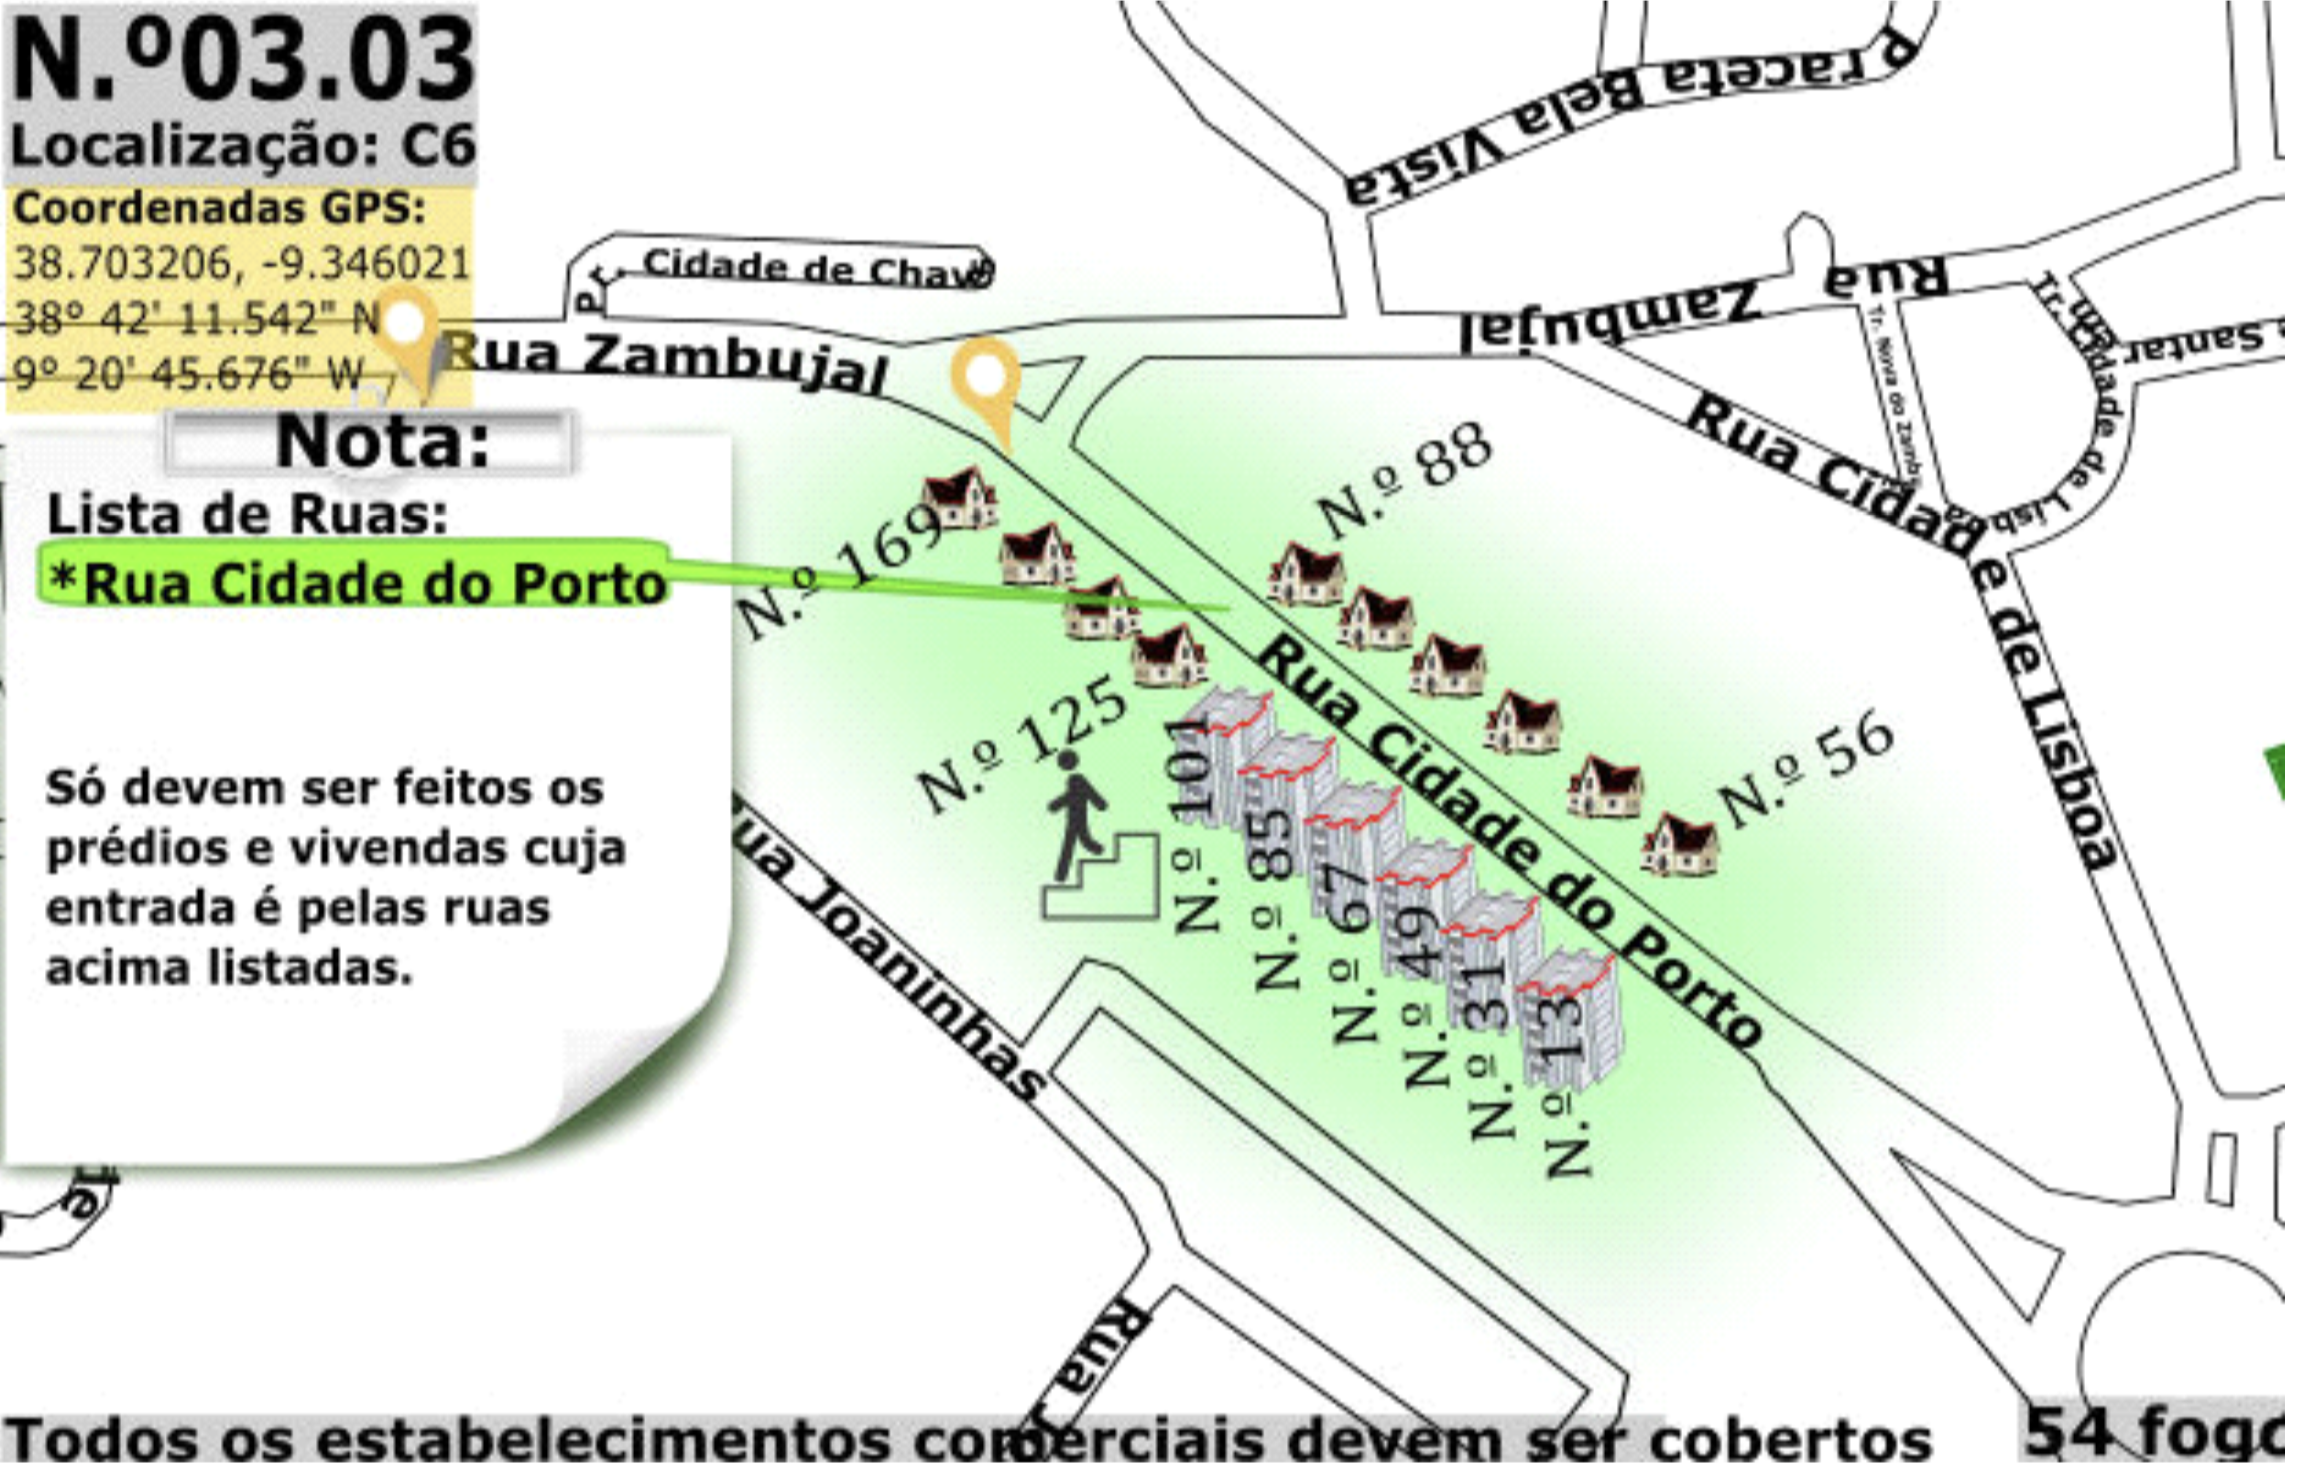 N.º03.03
Localização: C6
Coordenadas GPS:
38.703206, -9.346021
38° 42' 11.542" N
9° 20' 45.676" W
Nota:
Lista de Ruas:
*Rua Cidade do Porto
Só devem ser feitos os
prédios e vivendas cuja
entrada é pelas ruas
acima listadas.
Praceta Bela Vista
Pr. Cidade de Chaves
Rua Zambujal
Rua Zambujal
Tr. Cidade de Lisboa
Santar
Tr. Nova do
Rua Cidade de Lisboa
N.º 88
N.º 169
N.º 125
N.º 56
Rua Cidade do Porto
N.º 101
N.º 85
N.º 67
N.º 49
N.º 31
N.º 13
ua Joaninhas
Rua J
de
Todos os estabelecimentos comerciais devem ser cobertos
54 fogo